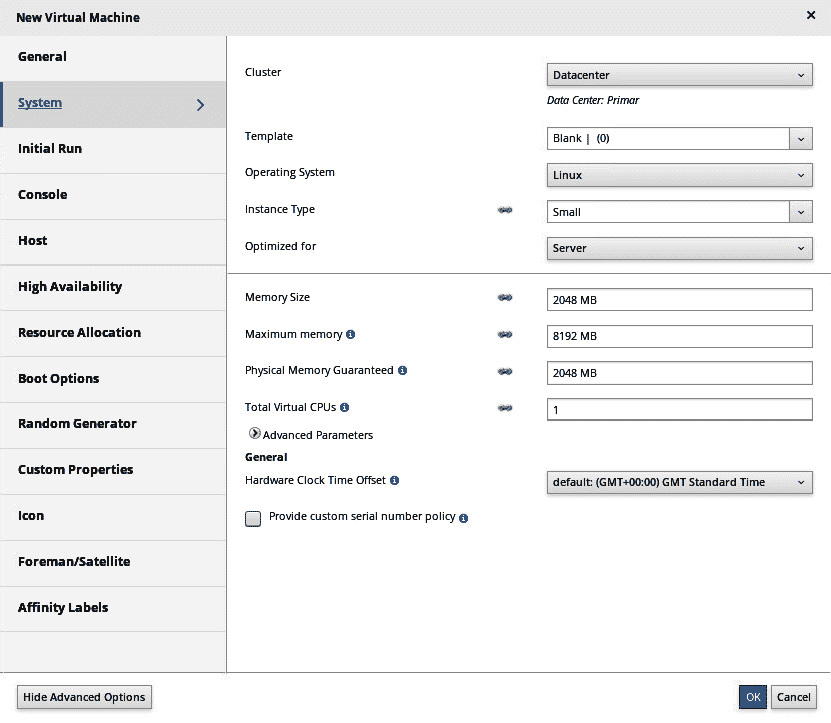 New Virtual Machine
General
System
Initial Run
Console
Host
High Availability
Resource Allocation
Boot Options
Random Generator
Custom Properties
Icon
Foreman/Satellite
Affinity Labels
Cluster
Datacenter
Data Center: Primar
Template
Blank | (0)
Operating System
Linux
Instance Type
Small
Optimized for
Server
Memory Size
2048 MB
Maximum memory
8192 MB
Physical Memory Guaranteed
2048 MB
Total Virtual CPUs
1
Advanced Parameters
General
Hardware Clock Time Offset
default: (GMT+00:00) GMT Standard Time
Provide custom serial number policy
Hide Advanced Options
OK
Cancel